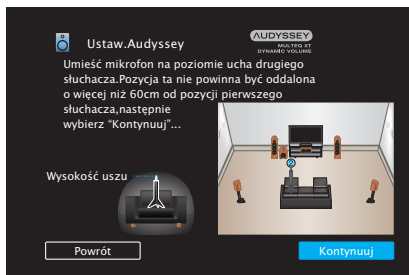 Ustaw.Audyssey
AUDYSSEY
MULTEQ XT
DYNAMIC VOLUME
Umieść mikrofon na poziomie ucha drugiego
słuchacza.Pozycja ta nie powinna być oddalona
o więcej niż 60cm od pozycji pierwszego
słuchacza,następnie
wybierz “Kontynuuj”...
Wysokość uszu
Powrót
Kontynuuj